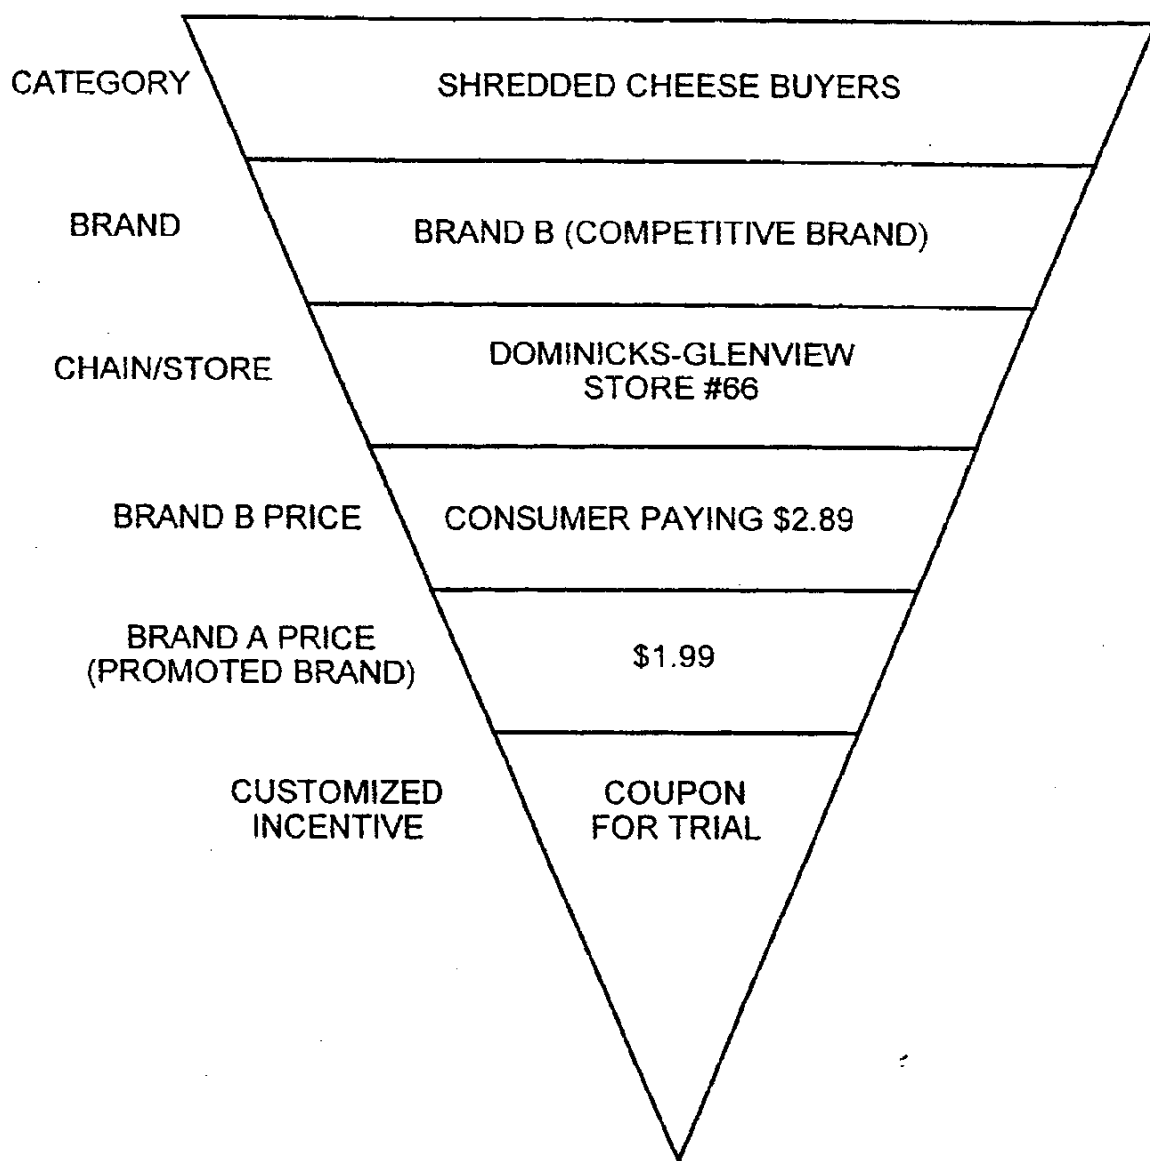 CATEGORY
SHREDDED CHEESE BUYERS
BRAND
BRAND B (COMPETITIVE BRAND)
CHAIN/STORE
DOMINICKS-GLENVIEW
STORE #66
BRAND B PRICE
CONSUMER PAYING $2.89
BRAND A PRICE
(PROMOTED BRAND)
$1.99
CUSTOMIZED
INCENTIVE
COUPON
FOR TRIAL